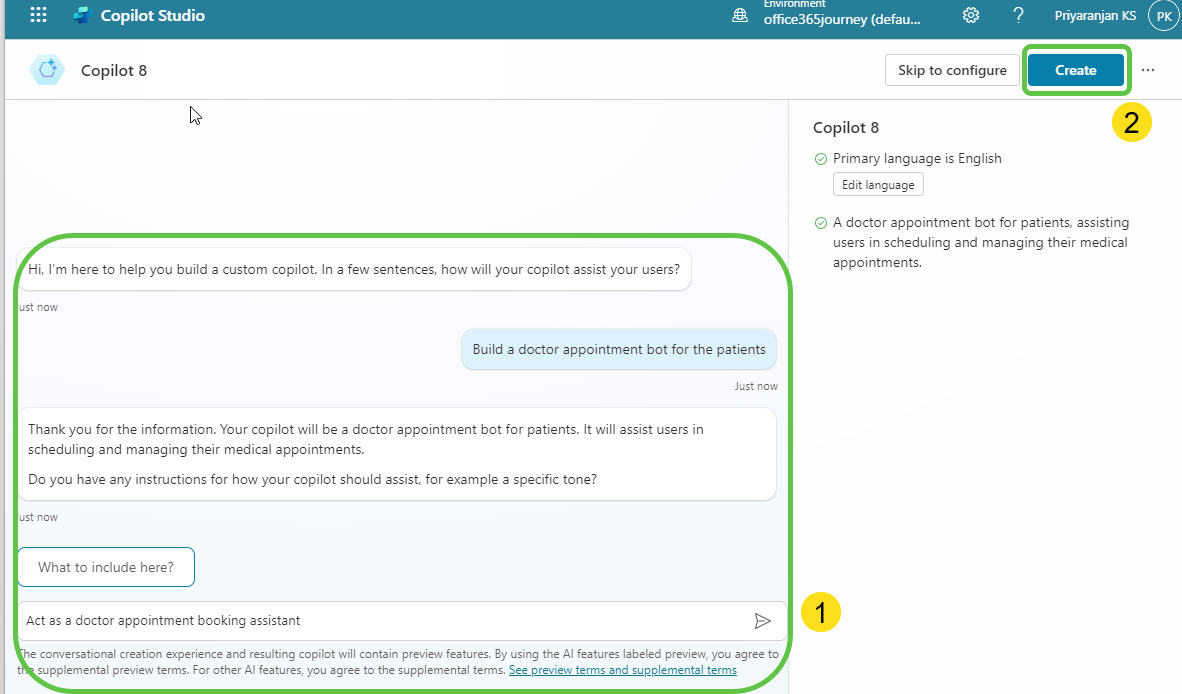 Copilot Studio
Environment
office365journey (defau...
?
Priyaranjan KS
PK
Copilot 8
Skip to configure
Create
...
2
Copilot 8
Primary language is English
Edit language
A doctor appointment bot for patients, assisting
users in scheduling and managing their medical
appointments.
Hi, I'm here to help you build a custom copilot. In a few sentences, how will your copilot assist your users?
ust now
Build a doctor appointment bot for the patients
Just now
Thank you for the information. Your copilot will be a doctor appointment bot for patients. It will assist users in
scheduling and managing their medical appointments.
Do you have any instructions for how your copilot should assist, for example a specific tone?
ust now
What to include here?
Act as a doctor appointment booking assistant
1
The conversational creation experience and resulting copilot will contain preview features. By using the AI features labeled preview, you agree to
the supplemental preview terms. For other AI features, you agree to the supplemental terms. See preview terms and supplemental terms